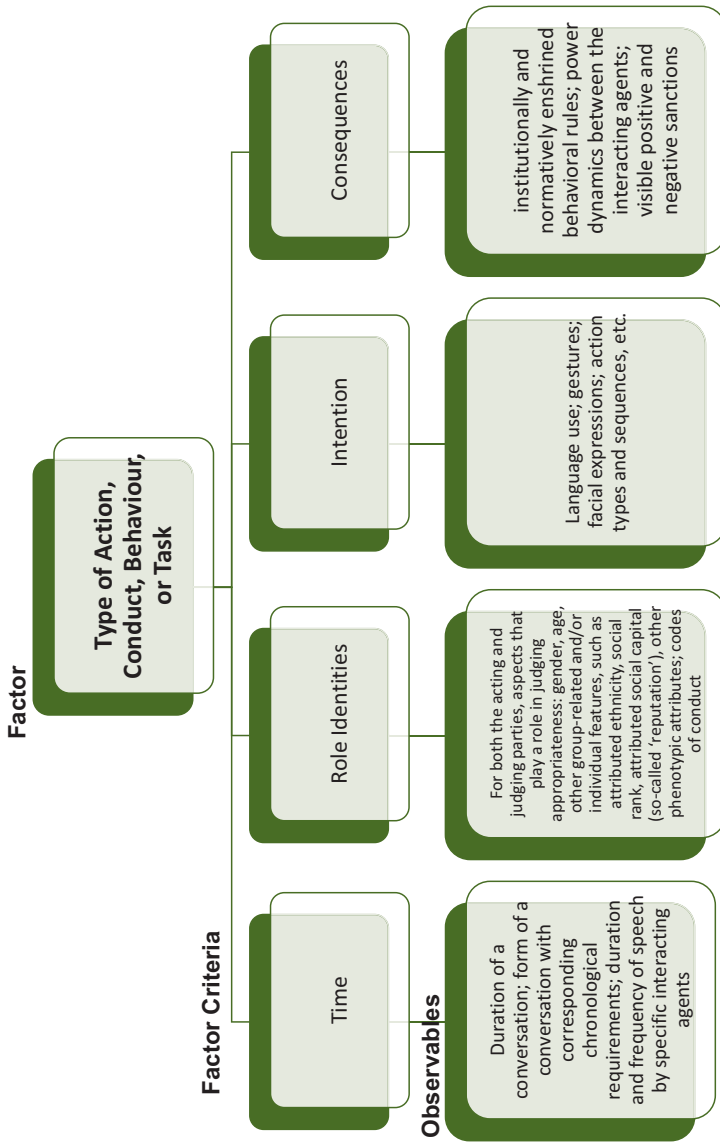 Factor
Type of Action,
Conduct, Behaviour,
or Task
Factor Criteria
Time
Role Identities
Intention
Consequences
Observables
Duration of a
conversation; form of a
conversation with
corresponding
chronological
requirements; duration
and frequency of speech
by specific interacting
agents
For both the acting and
judging parties, aspects that
play a role in judging
appropriateness: gender, age,
other group-related and/or
individual features, such as
attributed ethnicity, social
rank, attributed social capital
(so-called ‘reputation’), other
phenotypic attributes; codes
of conduct
Language use; gestures;
facial expressions; action
types and sequences, etc.
institutionally and
normatively enshrined
behavioral rules; power
dynamics between the
interacting agents;
visible positive and
negative sanctions